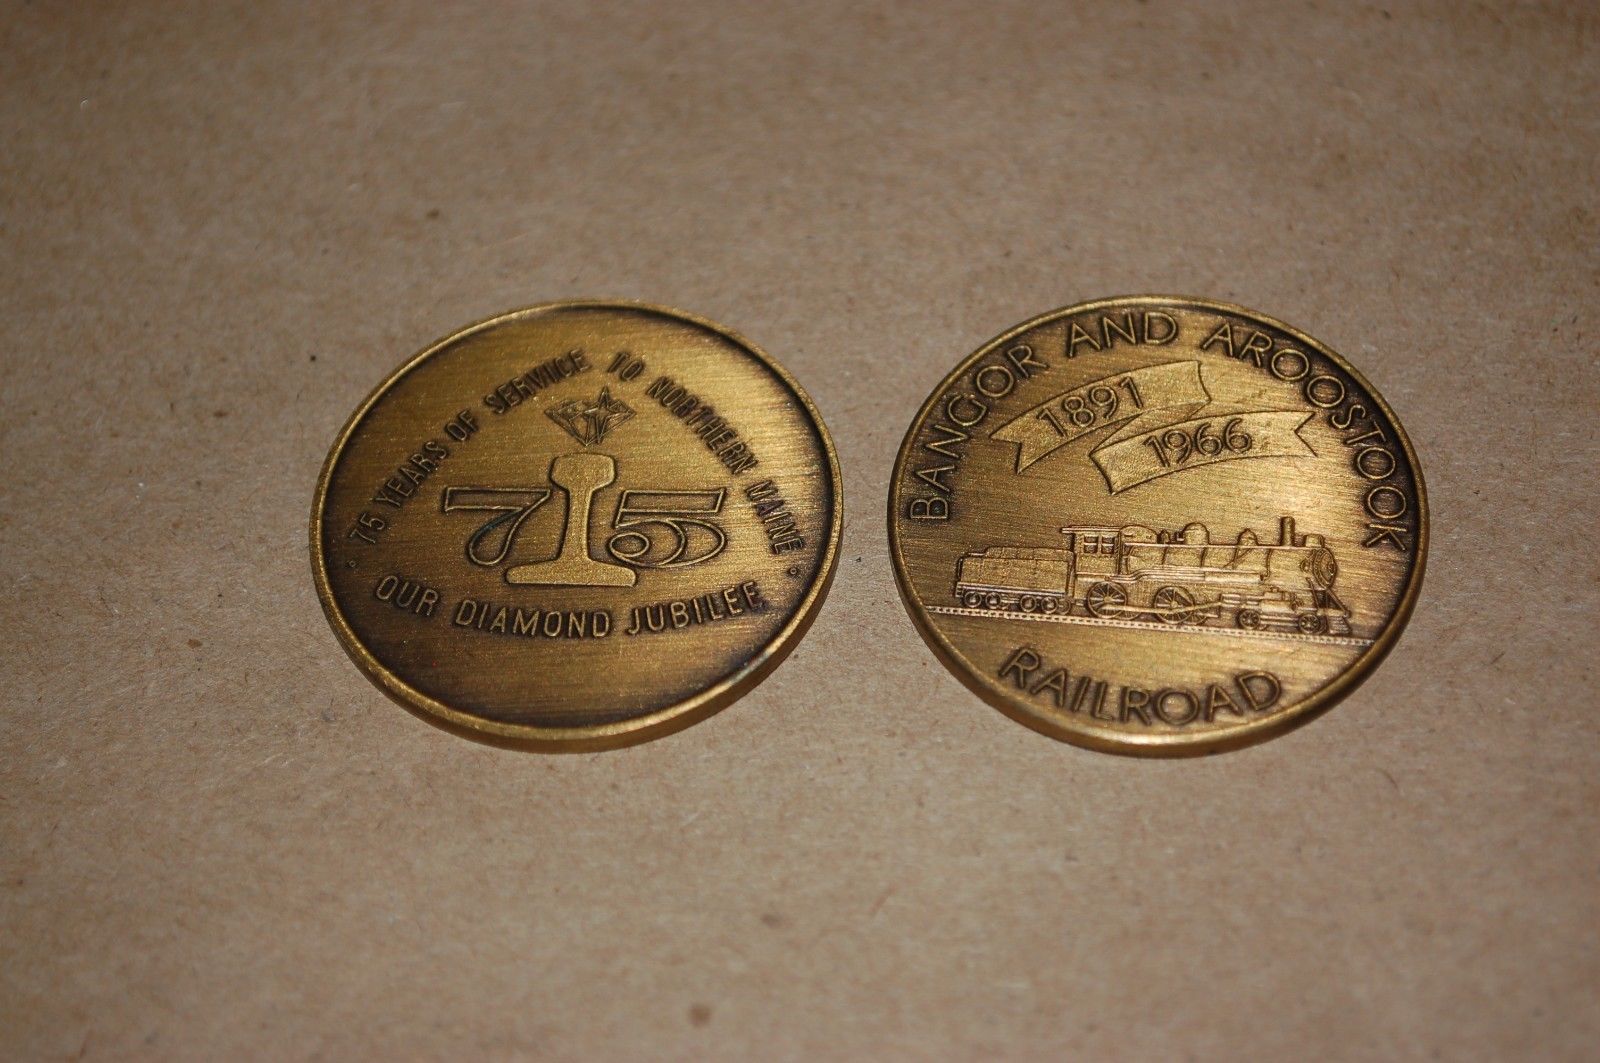 75 YEARS OF SERVICE TO NORTHERN MAINE
75
OUR DIAMOND JUBILEE
BANGOR AND AROOSTOOK
1891
1966
RAILROAD